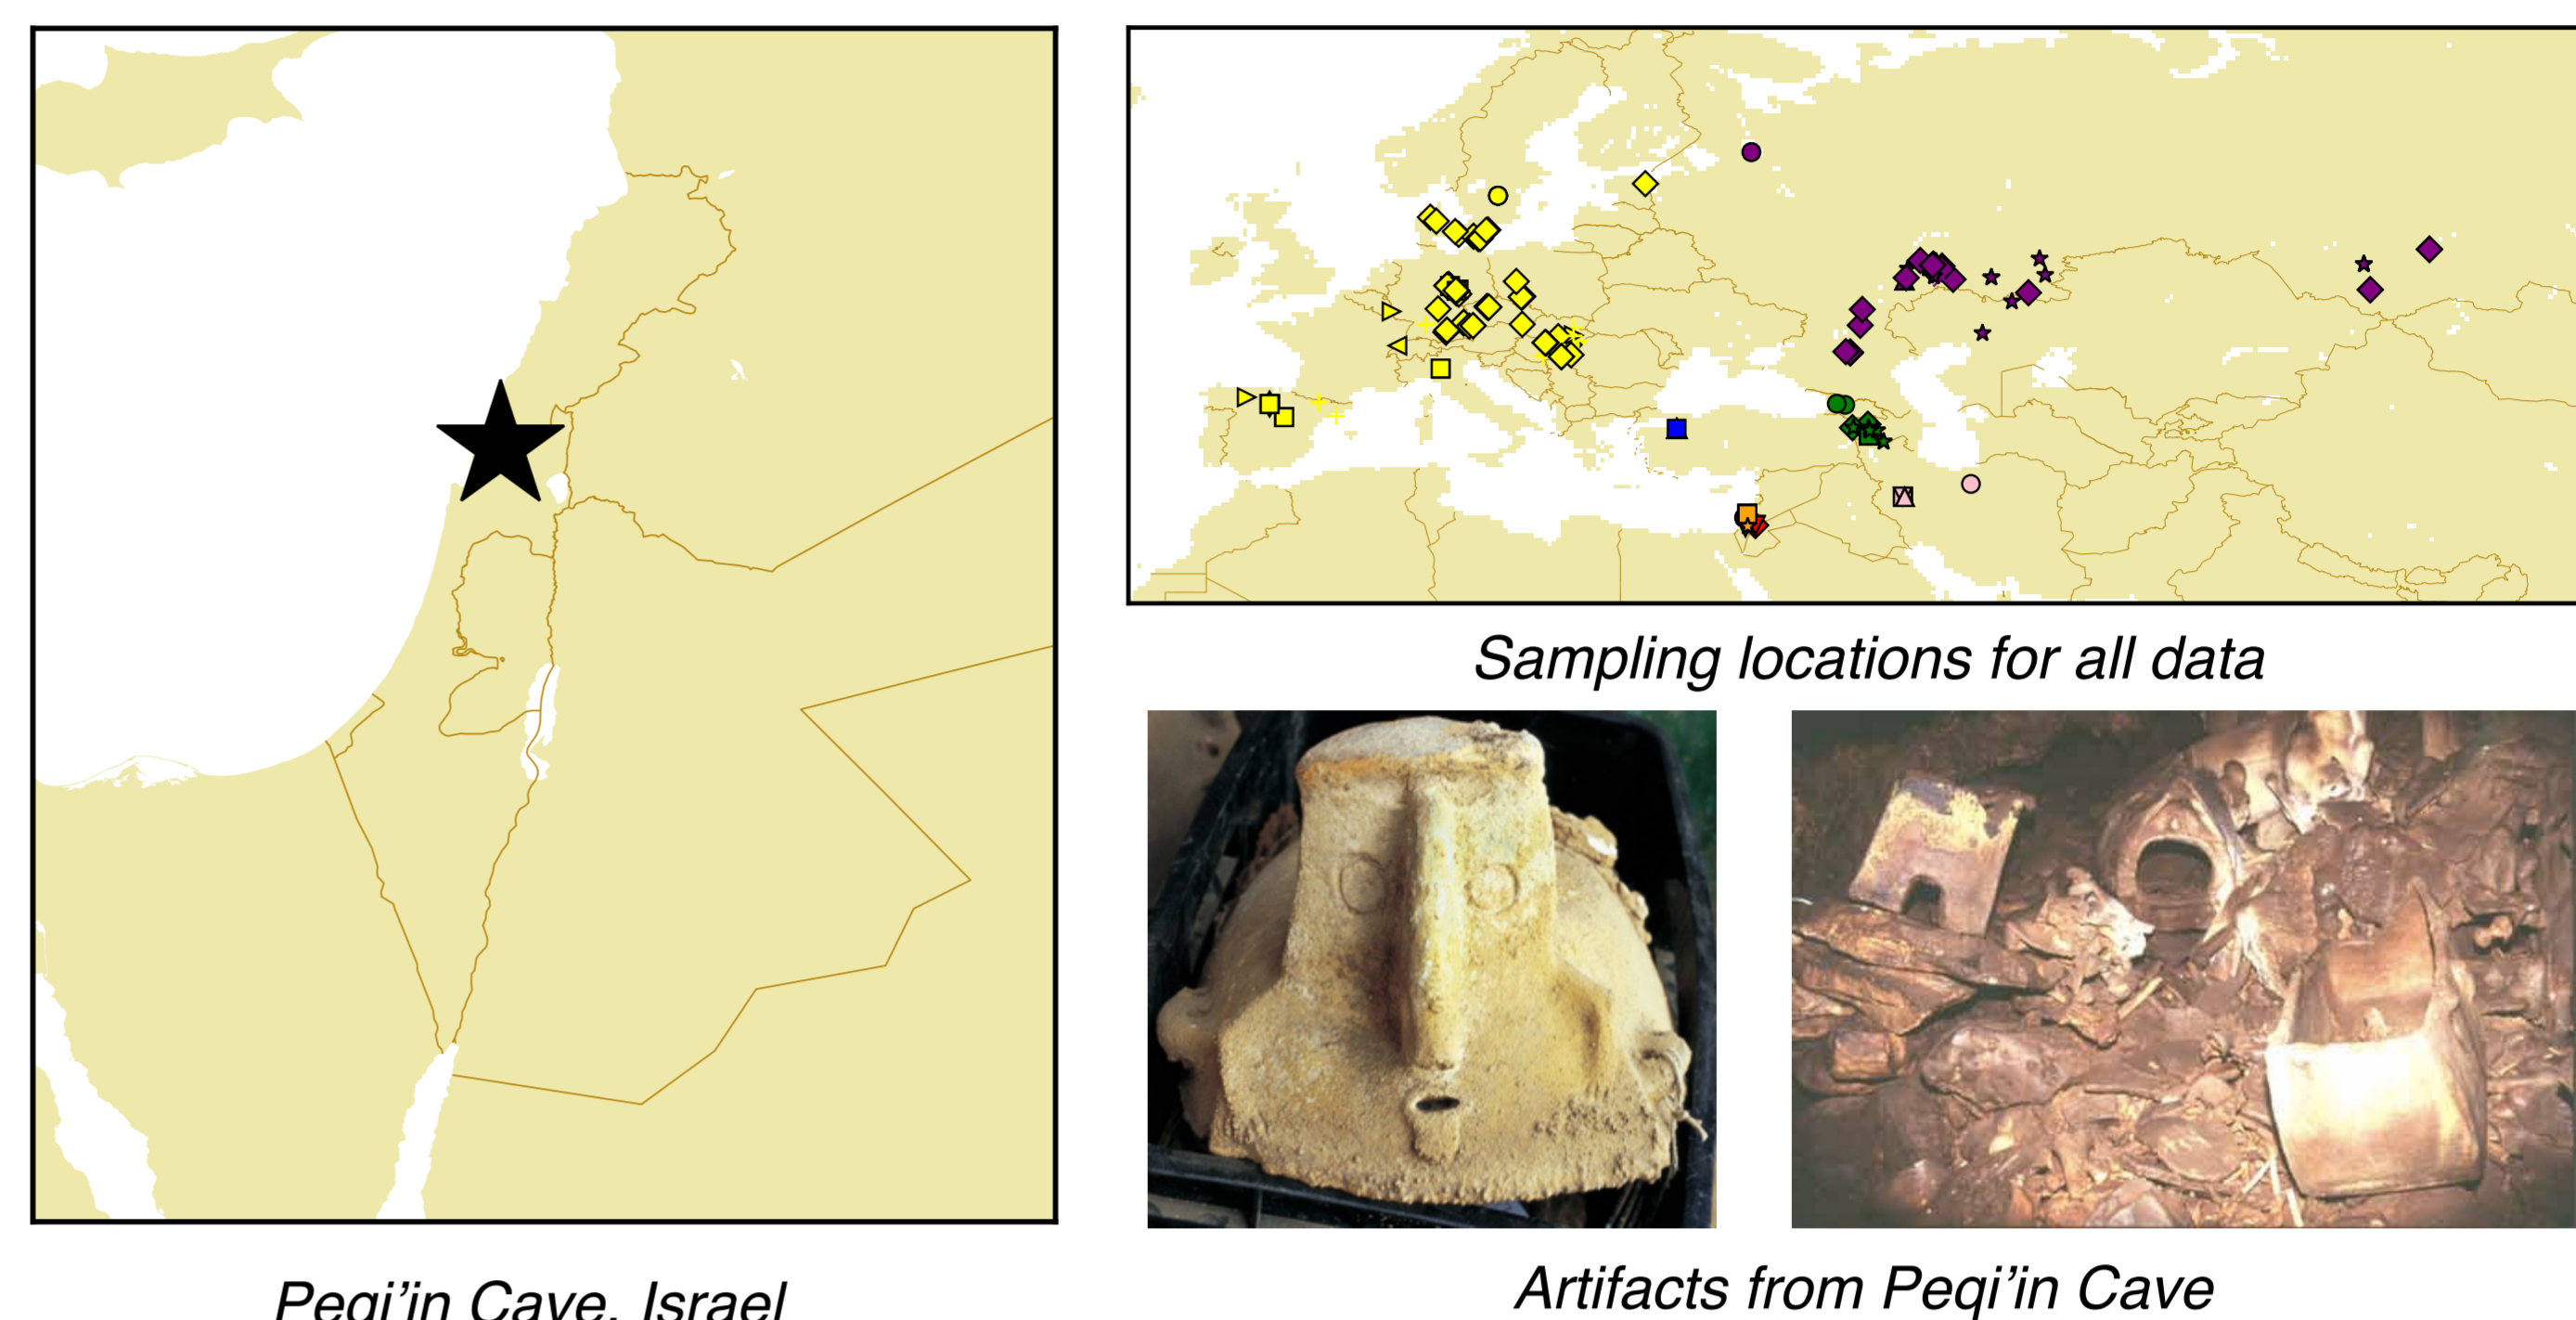 Sampling locations for all data
Peqi’in Cave, Israel
Artifacts from Peqi’in Cave